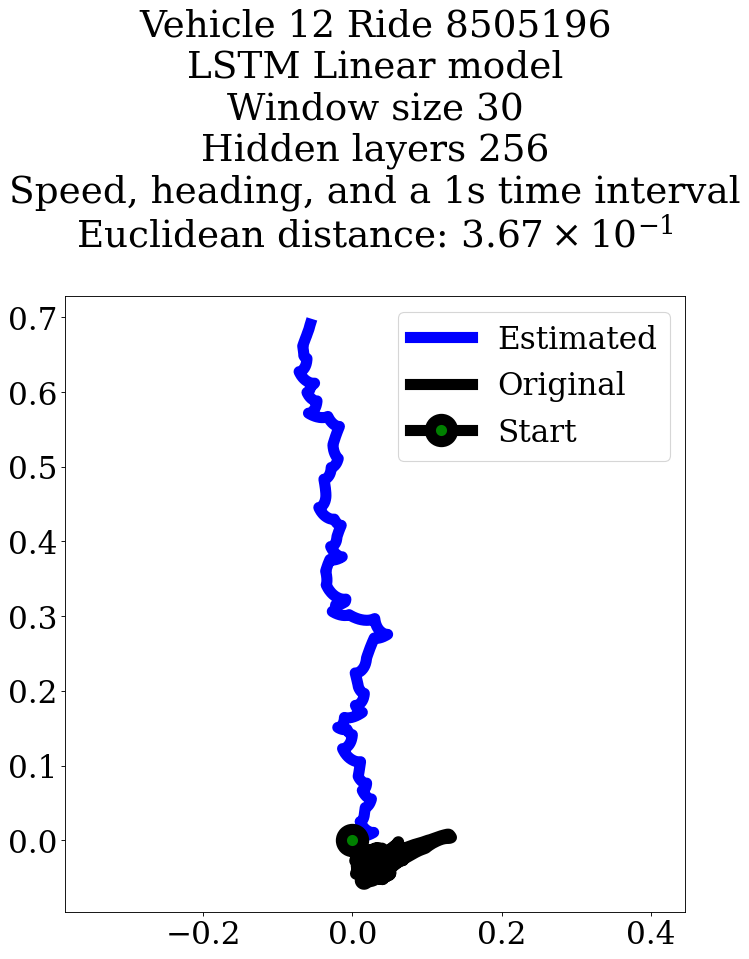 Vehicle 12 Ride 8505196
LSTM Linear model
Window size 30
Hidden layers 256
Speed, heading, and a 1s time interval
Euclidean distance: 3.67 × 10⁻¹
Estimated
Original
Start
0.7
0.6
0.5
0.4
0.3
0.2
0.1
0.0
−0.2 0.0 0.2 0.4